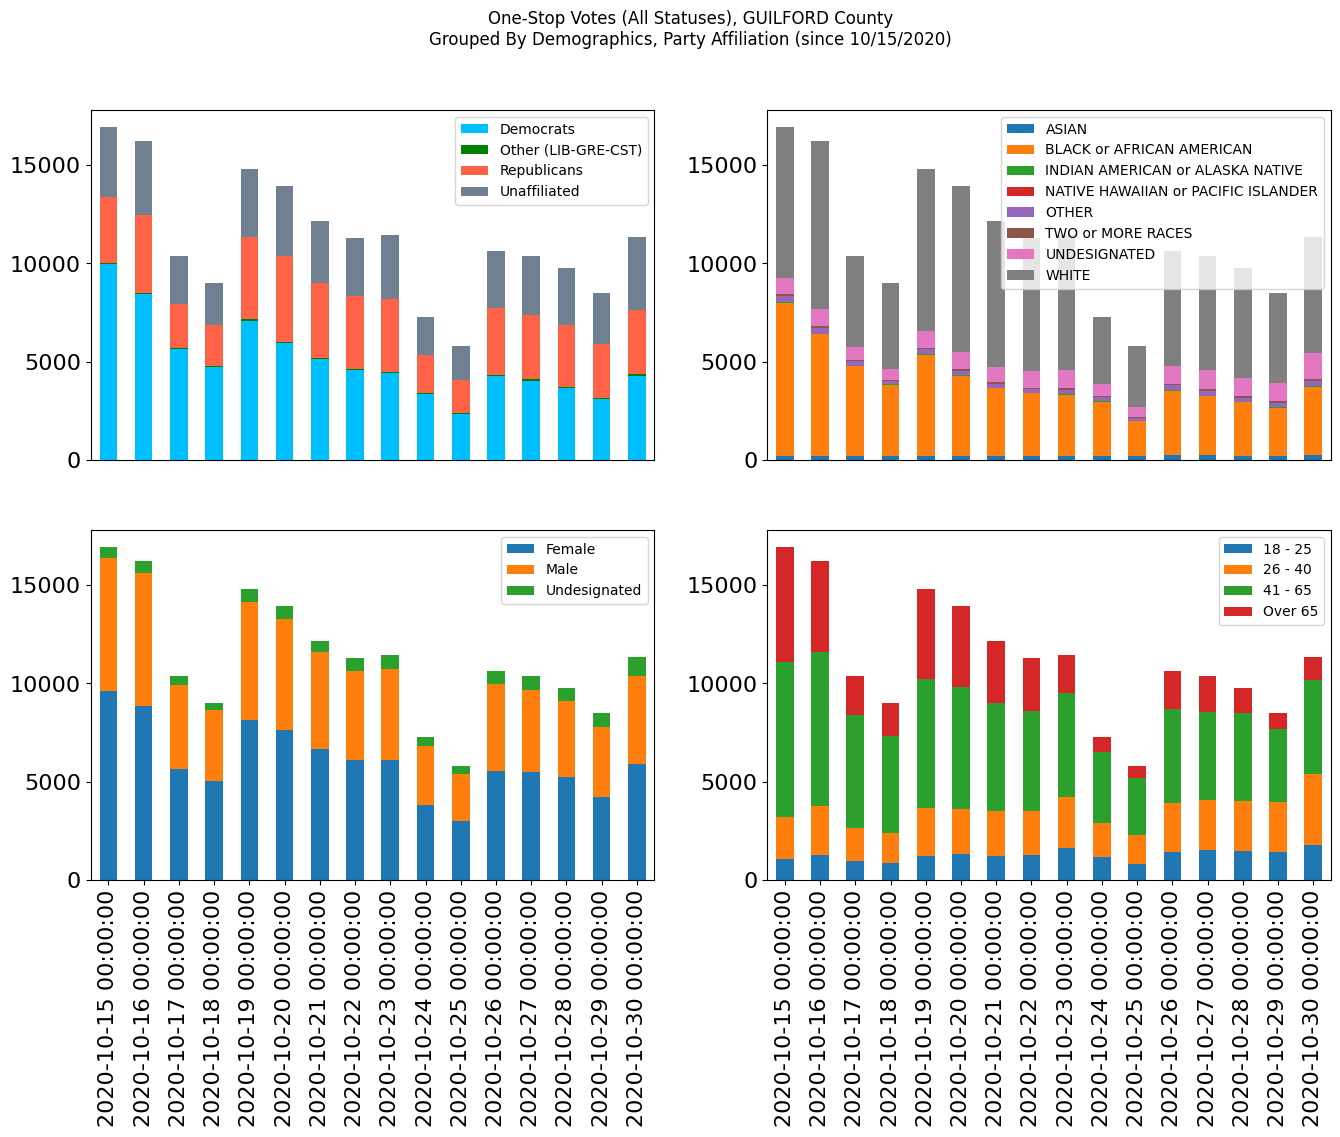 One-Stop Votes (All Statuses), GUILFORD County
Grouped By Demographics, Party Affiliation (since 10/15/2020)
15000
10000
5000
0
Democrats
Other (LIB-GRE-CST)
Republicans
Unaffiliated
15000
10000
5000
0
ASIAN
BLACK or AFRICAN AMERICAN
INDIAN AMERICAN or ALASKA NATIVE
NATIVE HAWAIIAN or PACIFIC ISLANDER
OTHER
TWO or MORE RACES
UNDESIGNATED
WHITE
15000
10000
5000
0
Female
Male
Undesignated
2020-10-15 00:00:00
2020-10-16 00:00:00
2020-10-17 00:00:00
2020-10-18 00:00:00
2020-10-19 00:00:00
2020-10-20 00:00:00
2020-10-21 00:00:00
2020-10-22 00:00:00
2020-10-23 00:00:00
2020-10-24 00:00:00
2020-10-25 00:00:00
2020-10-26 00:00:00
2020-10-27 00:00:00
2020-10-28 00:00:00
2020-10-29 00:00:00
2020-10-30 00:00:00
15000
10000
5000
0
18 - 25
26 - 40
41 - 65
Over 65
2020-10-15 00:00:00
2020-10-16 00:00:00
2020-10-17 00:00:00
2020-10-18 00:00:00
2020-10-19 00:00:00
2020-10-20 00:00:00
2020-10-21 00:00:00
2020-10-22 00:00:00
2020-10-23 00:00:00
2020-10-24 00:00:00
2020-10-25 00:00:00
2020-10-26 00:00:00
2020-10-27 00:00:00
2020-10-28 00:00:00
2020-10-29 00:00:00
2020-10-30 00:00:00